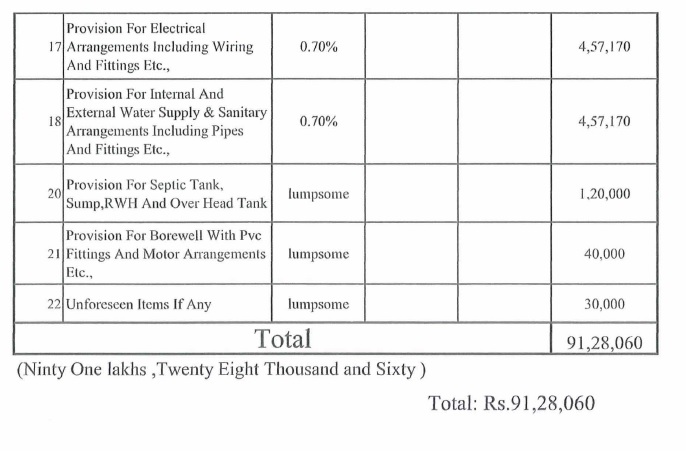 Provision For Electrical
17 Arrangements Including Wiring 0.70% 4,57,170
And Fittings Etc.,
Provision For Internal And
External Water Supply & Sanitary
18 Arrangements Including Pipes 0.70% 4,57,170
And Fittings Etc.,
20 Provision For Septic Tank, lumpsome 1,20,000
Sump,RWH And Over Head Tank
Provision For Borewell With Pvc
21 Fittings And Motor Arrangements lumpsome 40,000
Etc.,
22 Unforeseen Items If Any lumpsome 30,000
Total 91,28,060
(Ninty One lakhs ,Twenty Eight Thousand and Sixty )
Total: Rs.91,28,060